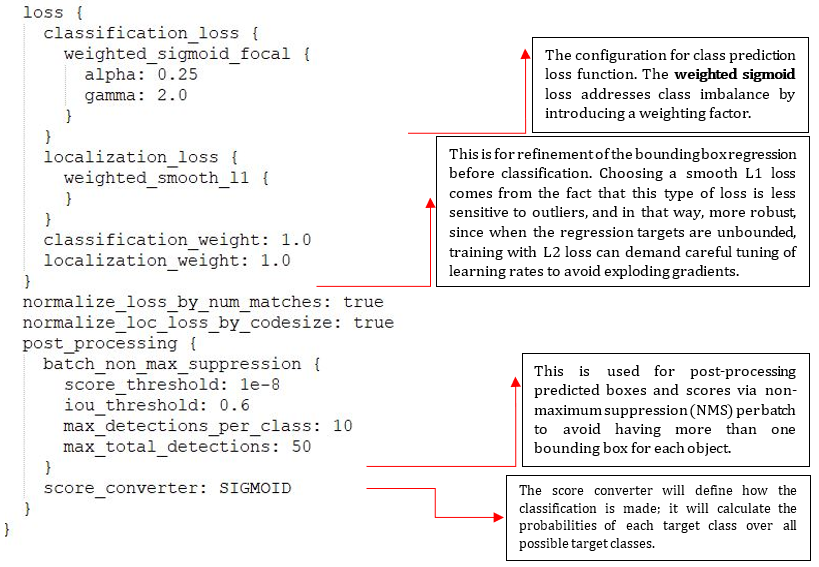 loss {
classification_loss {
weighted_sigmoid_focal {
alpha: 0.25
gamma: 2.0
}
}
localization_loss {
weighted_smooth_l1 {
}
}
classification_weight: 1.0
localization_weight: 1.0
}
normalize_loss_by_num_matches: true
normalize_loc_loss_by_codesize: true
post_processing {
batch_non_max_suppression {
score_threshold: 1e-8
iou_threshold: 0.6
max_detections_per_class: 10
max_total_detections: 50
}
score_converter: SIGMOID
}
}
The configuration for class prediction
loss function. The weighted sigmoid
loss addresses class imbalance by
introducing a weighting factor.
This is for refinement of the bounding box regression
before classification. Choosing a smooth L1 loss
comes from the fact that this type of loss is less
sensitive to outliers, and in that way, more robust,
since when the regression targets are unbounded,
training with L2 loss can demand careful tuning of
learning rates to avoid exploding gradients.
This is used for post-processing
predicted boxes and scores via non-
maximum suppression (NMS) per batch
to avoid having more than one
bounding box for each object.
The score converter will define how the
classification is made; it will calculate the
probabilities of each target class over all
possible target classes.